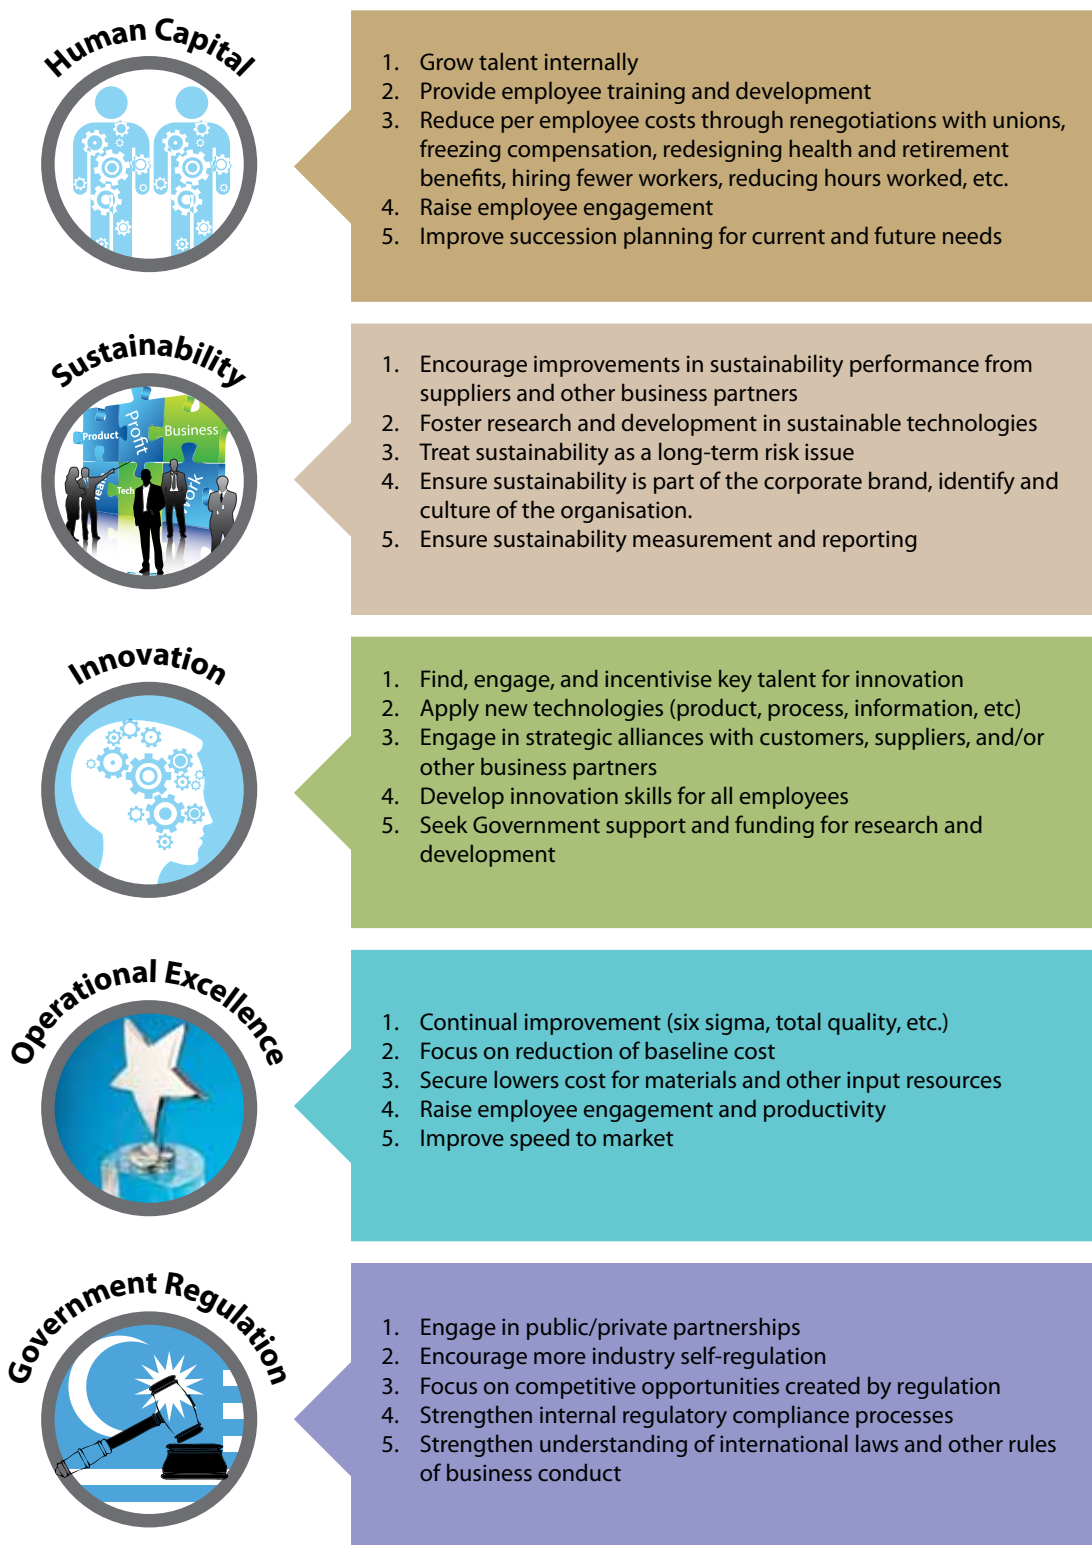 Human Capital
1. Grow talent internally
2. Provide employee training and development
3. Reduce per employee costs through renegotiations with unions,
freezing compensation, redesigning health and retirement
benefits, hiring fewer workers, reducing hours worked, etc.
4. Raise employee engagement
5. Improve succession planning for current and future needs
Sustainability
Product
Profit
Business
Team
Tech
Work
1. Encourage improvements in sustainability performance from
suppliers and other business partners
2. Foster research and development in sustainable technologies
3. Treat sustainability as a long-term risk issue
4. Ensure sustainability is part of the corporate brand, identify and
culture of the organisation.
5. Ensure sustainability measurement and reporting
Innovation
1. Find, engage, and incentivise key talent for innovation
2. Apply new technologies (product, process, information, etc)
3. Engage in strategic alliances with customers, suppliers, and/or
other business partners
4. Develop innovation skills for all employees
5. Seek Government support and funding for research and
development
Operational Excellence
1. Continual improvement (six sigma, total quality, etc.)
2. Focus on reduction of baseline cost
3. Secure lowers cost for materials and other input resources
4. Raise employee engagement and productivity
5. Improve speed to market
Government Regulation
1. Engage in public/private partnerships
2. Encourage more industry self-regulation
3. Focus on competitive opportunities created by regulation
4. Strengthen internal regulatory compliance processes
5. Strengthen understanding of international laws and other rules
of business conduct